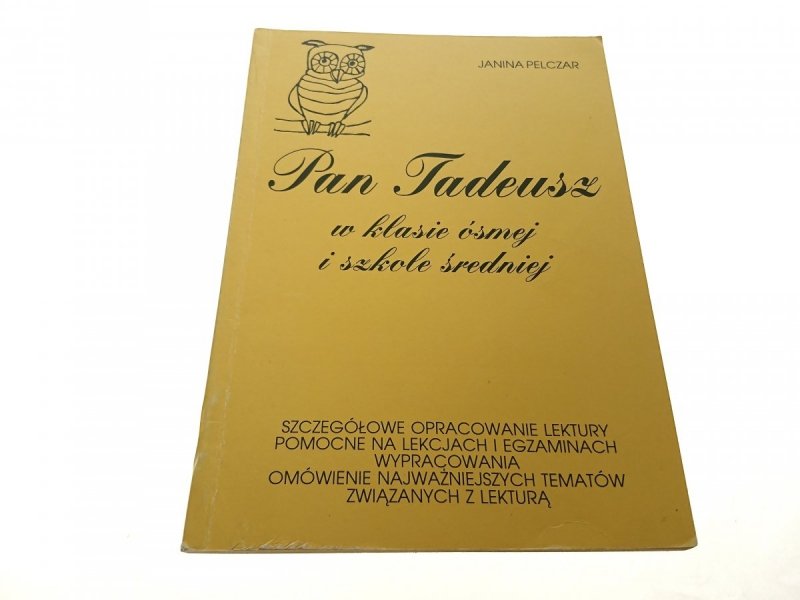 JANINA PELCZAR
Pan Tadeusz
w klasie ósmej
i szkole średniej
SZCZEGÓŁOWE OPRACOWANIE LEKTURY
POMOCNE NA LEKCJACH I EGZAMINACH
WYPRACOWANIA
OMÓWIENIE NAJWAŻNIEJSZYCH TEMATÓW
ZWIĄZANYCH Z LEKTURĄ